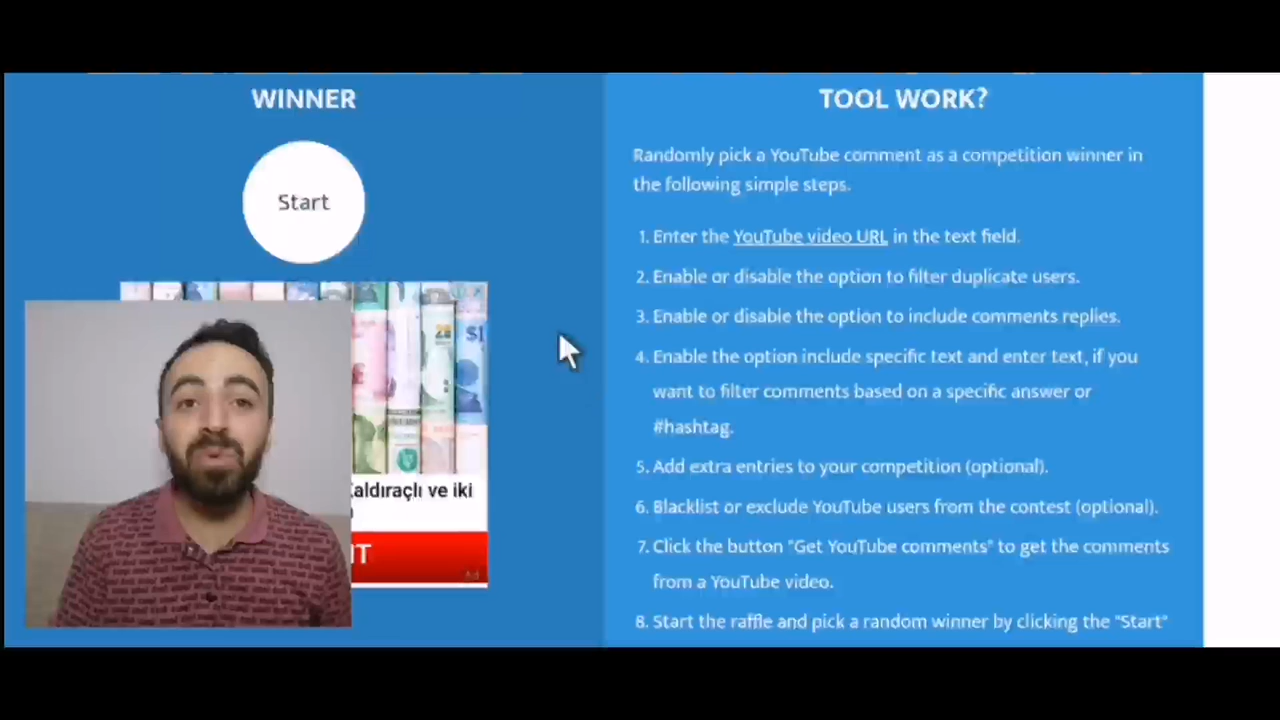 WINNER
Start
$1
Kaldıraçlı ve iki
IT
Ad
TOOL WORK?
Randomly pick a YouTube comment as a competition winner in
the following simple steps.
1. Enter the YouTube video URL in the text field.
2. Enable or disable the option to filter duplicate users.
3. Enable or disable the option to include comments replies.
4. Enable the option include specific text and enter text, if you
want to filter comments based on a specific answer or
#hashtag.
5. Add extra entries to your competition (optional).
6. Blacklist or exclude YouTube users from the contest (optional).
7. Click the button "Get YouTube comments" to get the comments
from a YouTube video.
8. Start the raffle and pick a random winner by clicking the "Start"